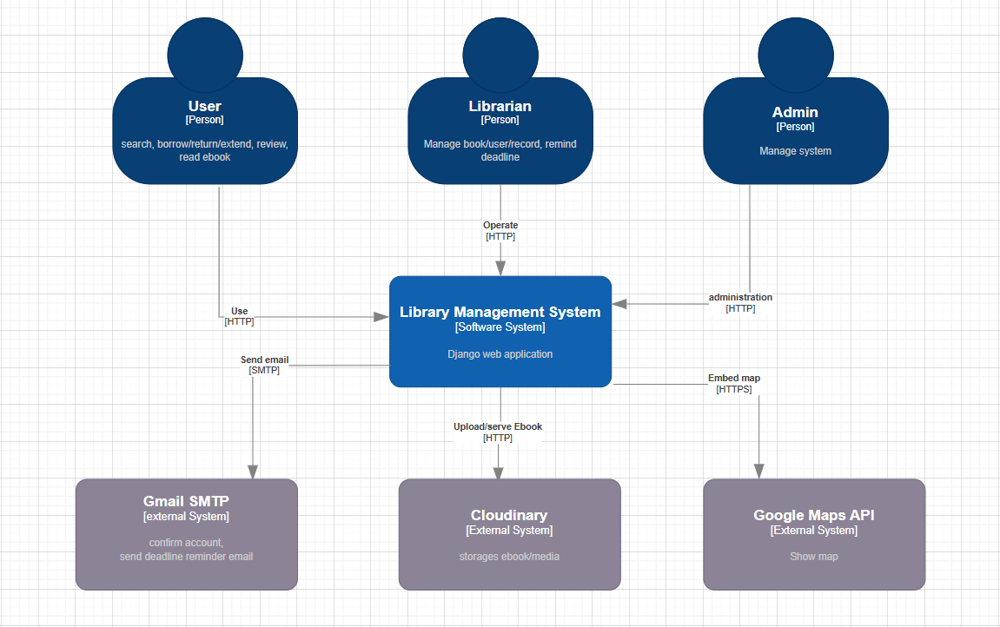 User
[Person]
search, borrow/return/extend, review,
read ebook
Librarian
[Person]
Manage book/user/record, remind
deadline
Admin
[Person]
Manage system
Operate
[HTTP]
Use
[HTTP]
administration
[HTTP]
Library Management System
[Software System]
Django web application
Send email
[SMTP]
Embed map
[HTTPS]
Upload/serve Ebook
[HTTP]
Gmail SMTP
[external System]
confirm account,
send deadline reminder email
Cloudinary
[External System]
storages ebook/media
Google Maps API
[External System]
Show map